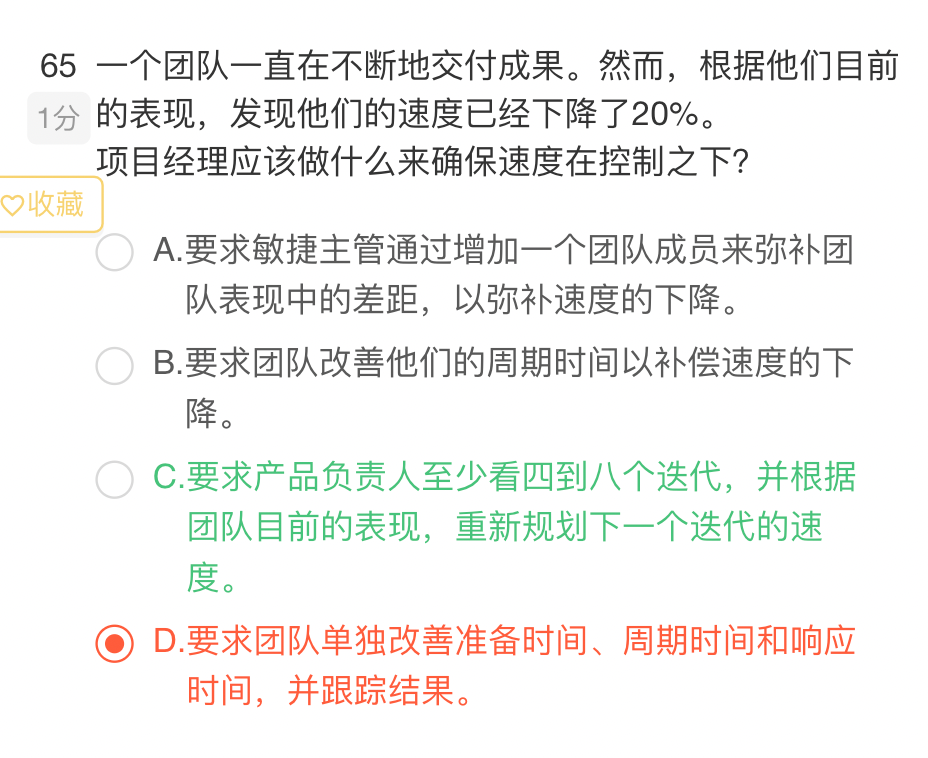 65 一个团队一直在不断地交付成果。然而，根据他们目前
1分 的表现，发现他们的速度已经下降了20%。
项目经理应该做什么来确保速度在控制之下？
收藏
A.要求敏捷主管通过增加一个团队成员来弥补团
队表现中的差距，以弥补速度的下降。
B.要求团队改善他们的周期时间以补偿速度的下
降。
C.要求产品负责人至少看四到八个迭代，并根据
团队目前的表现，重新规划下一个迭代的速
度。
D.要求团队单独改善准备时间、周期时间和响应
时间，并跟踪结果。